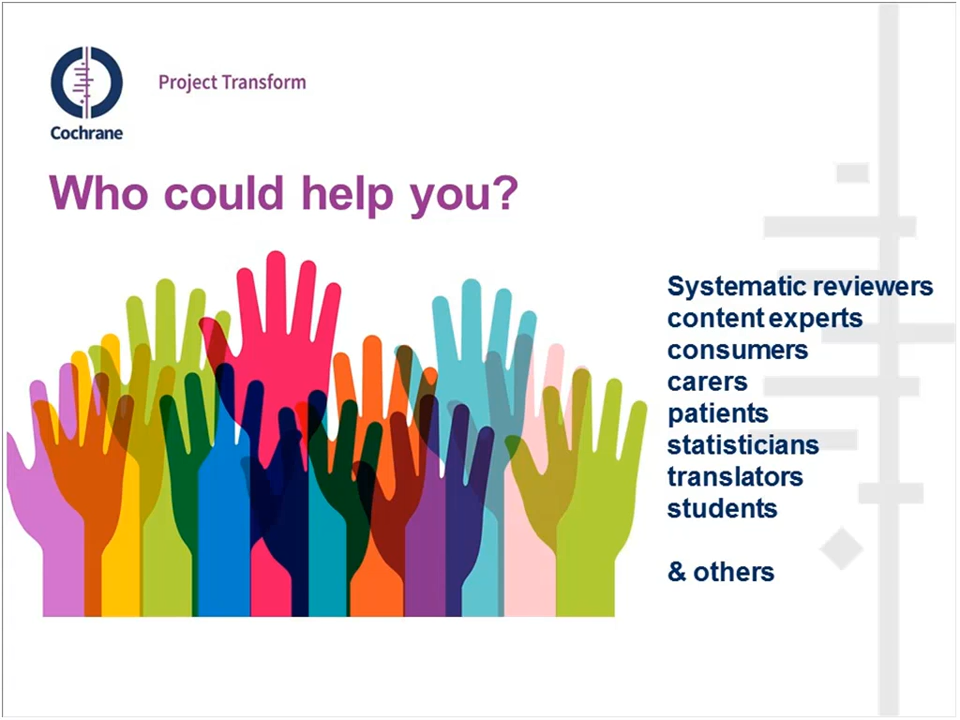 Project Transform
Cochrane
Who could help you?
Systematic reviewers
content experts
consumers
carers
patients
statisticians
translators
students
& others